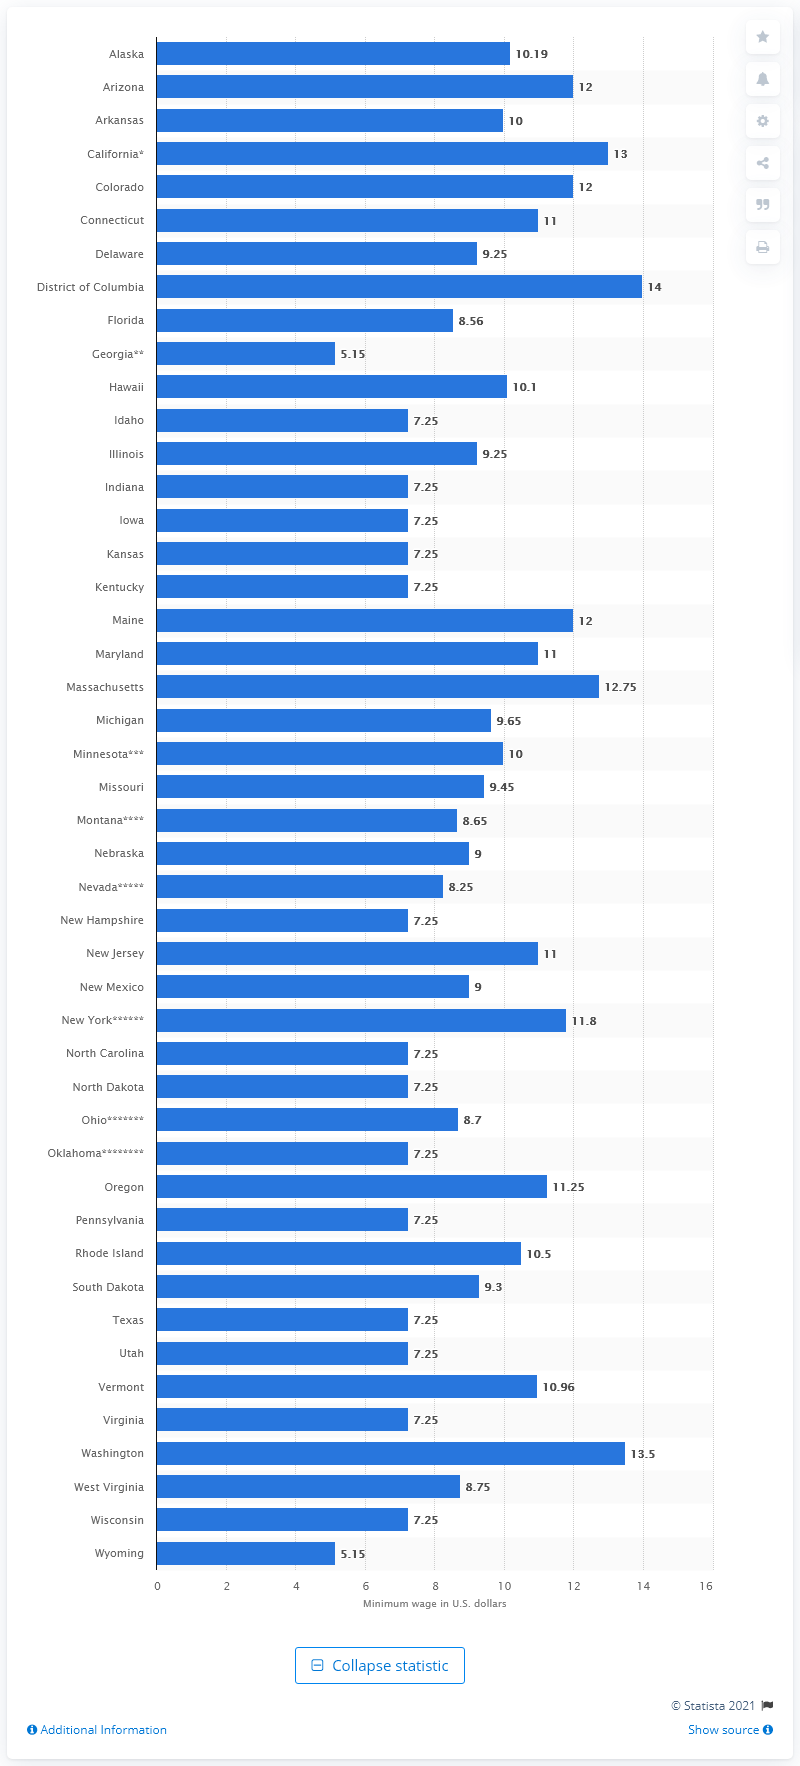 Alaska 10.19
Arizona 12
Arkansas 10
California* 13
Colorado 12
Connecticut 11
Delaware 9.25
District of Columbia 14
Florida 8.56
Georgia** 5.15
Hawaii 10.1
Idaho 7.25
Illinois 9.25
Indiana 7.25
Iowa 7.25
Kansas 7.25
Kentucky 7.25
Maine 12
Maryland 11
Massachusetts 12.75
Michigan 9.65
Minnesota*** 10
Missouri 9.45
Montana**** 8.65
Nebraska 9
Nevada***** 8.25
New Hampshire 7.25
New Jersey 11
New Mexico 9
New York****** 11.8
North Carolina 7.25
North Dakota 7.25
Ohio******* 8.7
Oklahoma******** 7.25
Oregon 11.25
Pennsylvania 7.25
Rhode Island 10.5
South Dakota 9.3
Texas 7.25
Utah 7.25
Vermont 10.96
Virginia 7.25
Washington 13.5
West Virginia 8.75
Wisconsin 7.25
Wyoming 5.15
0 2 4 6 8 10 12 14 16
Minimum wage in U.S. dollars
Collapse statistic
© Statista 2021
Additional Information Show source